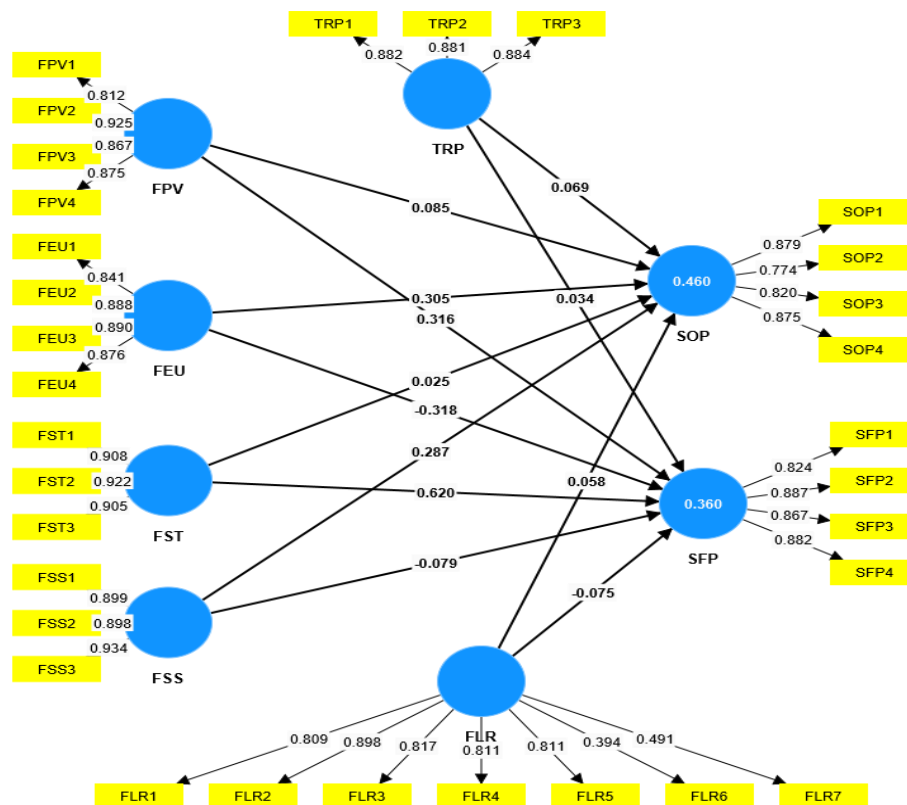 TRP1 TRP2 TRP3
0.882 0.881 0.884
TRP
FPV1
0.812
FPV2
0.925
FPV3
0.867
0.875
FPV4
FPV
FEU1
0.841
FEU2
0.888
FEU3
0.890
0.876
FEU4
FEU
FST1
0.908
FST2
0.922
0.905
FST3
FST
FSS1
0.899
FSS2
0.898
0.934
FSS3
FSS
0.069
0.085
0.305
0.034
0.316
0.025
-0.318
0.287
0.620
0.058
-0.079
-0.075
0.460
SOP
SOP1
0.879
SOP2
0.774
0.820
SOP3
0.875
SOP4
0.360
SFP
SFP1
0.824
0.887
SFP2
0.867
SFP3
0.882
SFP4
FLR
0.809 0.898 0.817 0.811 0.811 0.394 0.491
FLR1 FLR2 FLR3 FLR4 FLR5 FLR6 FLR7